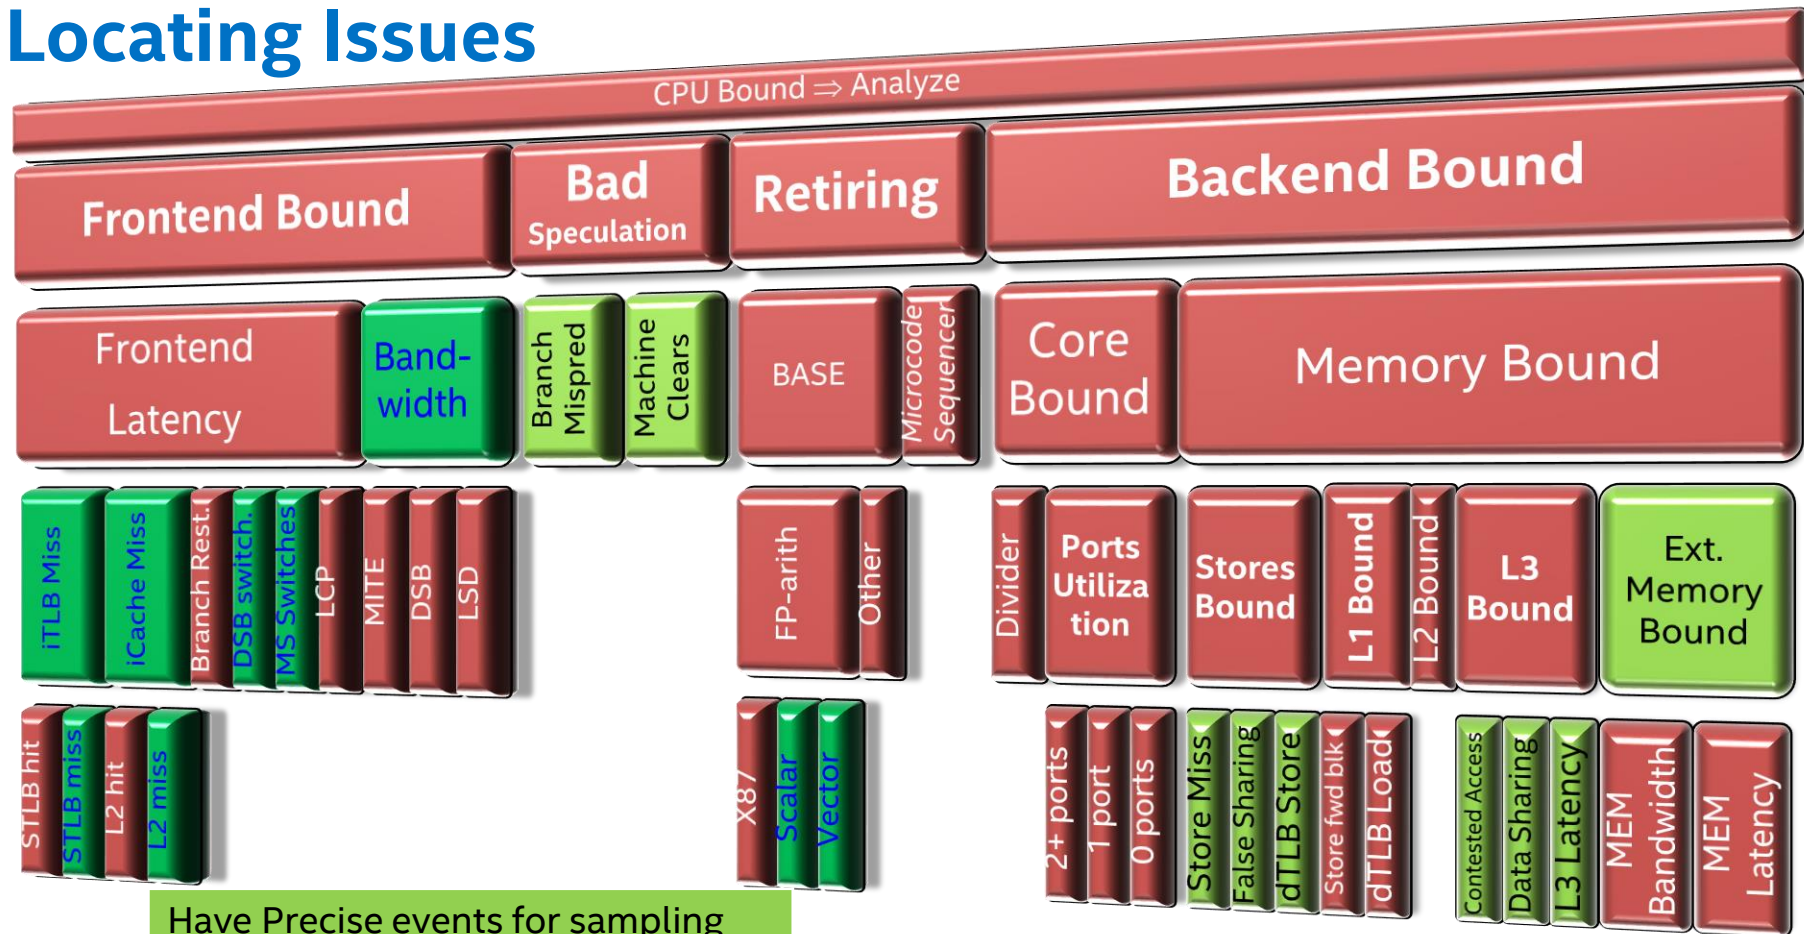 Locating Issues
CPU Bound ⇒ Analyze
Frontend Bound
Bad
Speculation
Retiring
Backend Bound
Frontend
Latency
Band-
width
Branch
Mispred
Machine
Clears
BASE
Microcode
Sequencer
Core
Bound
Memory Bound
iTLB Miss
iCache Miss
Branch Rest.
DSB switch.
MS Switches
LCP
MITE
DSB
LSD
FP-arith
Other
Divider
Ports
Utiliza
tion
Stores
Bound
L1 Bound
L2 Bound
L3
Bound
Ext.
Memory
Bound
STLB hit
STLB miss
L2 hit
L2 miss
X87
Scalar
Vector
2+ ports
1 port
0 ports
Store Miss
False Sharing
dTLB Store
Store fwd blk
dTLB Load
Contested Access
Data Sharing
L3 Latency
MEM
Bandwidth
MEM
Latency
Have Precise events for sampling